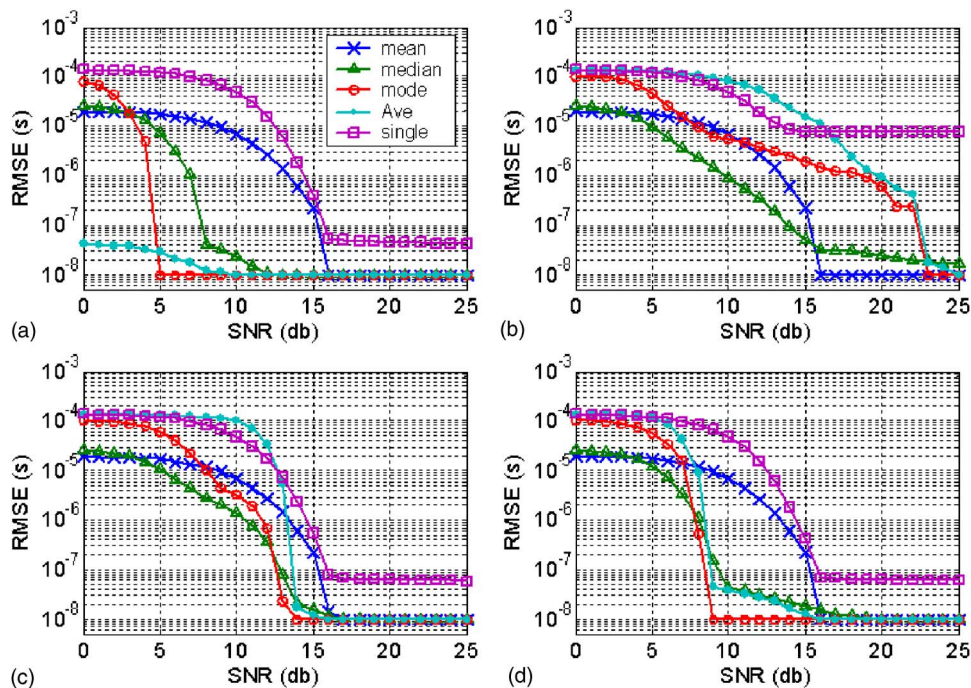 10^-3
10^-4
10^-5
10^-6
10^-7
10^-8
RMSE (s)
mean
median
mode
Ave
single
0 5 10 15 20 25
(a) SNR (db)
10^-3
10^-4
10^-5
10^-6
10^-7
10^-8
RMSE (s)
0 5 10 15 20 25
(b) SNR (db)
10^-3
10^-4
10^-5
10^-6
10^-7
10^-8
RMSE (s)
0 5 10 15 20 25
(c) SNR (db)
10^-3
10^-4
10^-5
10^-6
10^-7
10^-8
RMSE (s)
0 5 10 15 20 25
(d) SNR (db)